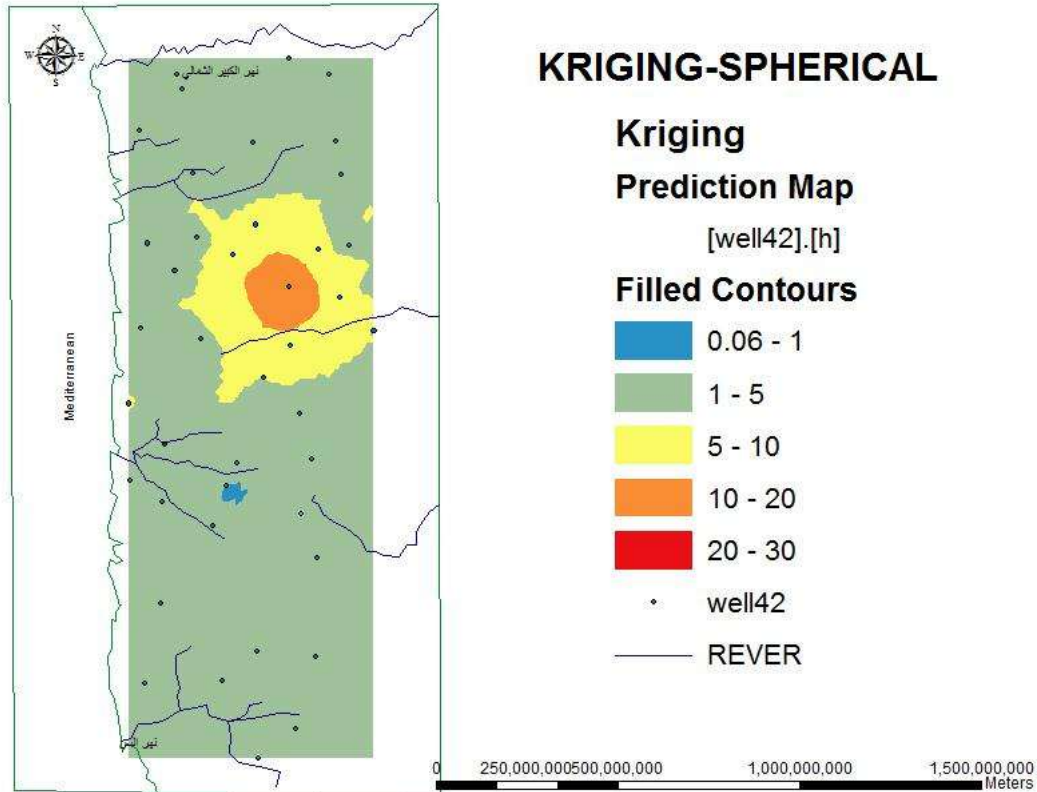 N
W E
S
نهر الكبير الشمالي
Mediterranean
نهر السن
KRIGING-SPHERICAL
Kriging
Prediction Map
[well42].[h]
Filled Contours
0.06 - 1
1 - 5
5 - 10
10 - 20
20 - 30
well42
REVER
0 250,000,000500,000,000 1,000,000,000 1,500,000,000
Meters